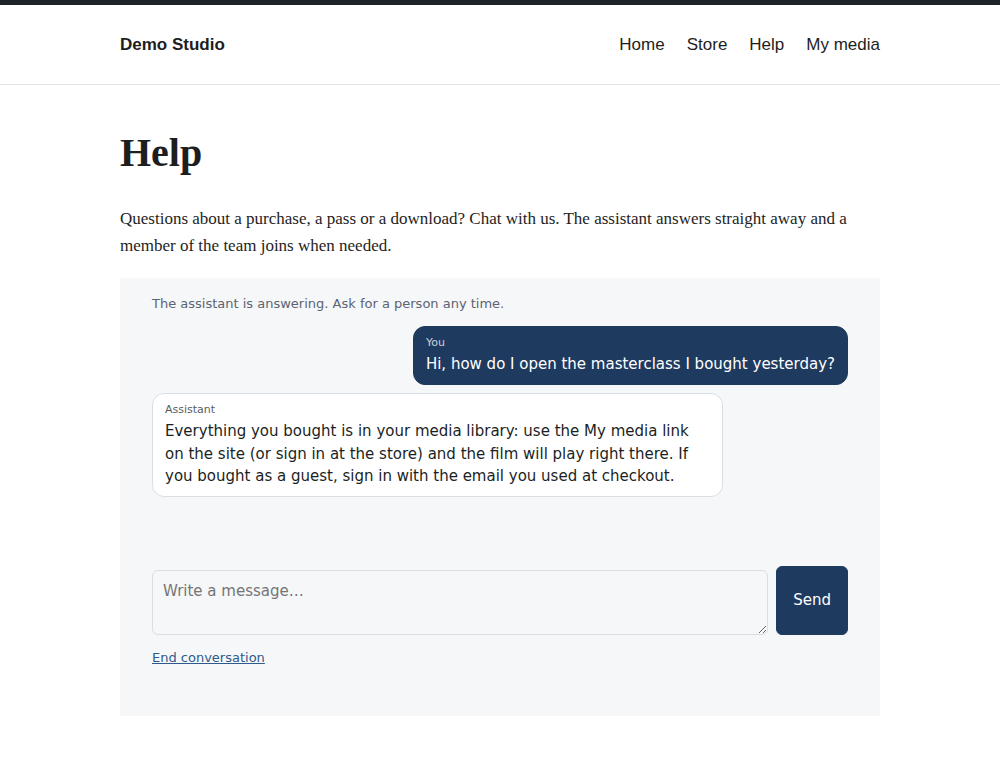 Demo Studio
Home Store Help My media
Help
Questions about a purchase, a pass or a download? Chat with us. The assistant answers straight away and a
member of the team joins when needed.
The assistant is answering. Ask for a person any time.
You
Hi, how do I open the masterclass I bought yesterday?
Assistant
Everything you bought is in your media library: use the My media link
on the site (or sign in at the store) and the film will play right there. If
you bought as a guest, sign in with the email you used at checkout.
Write a message…
Send
End conversation